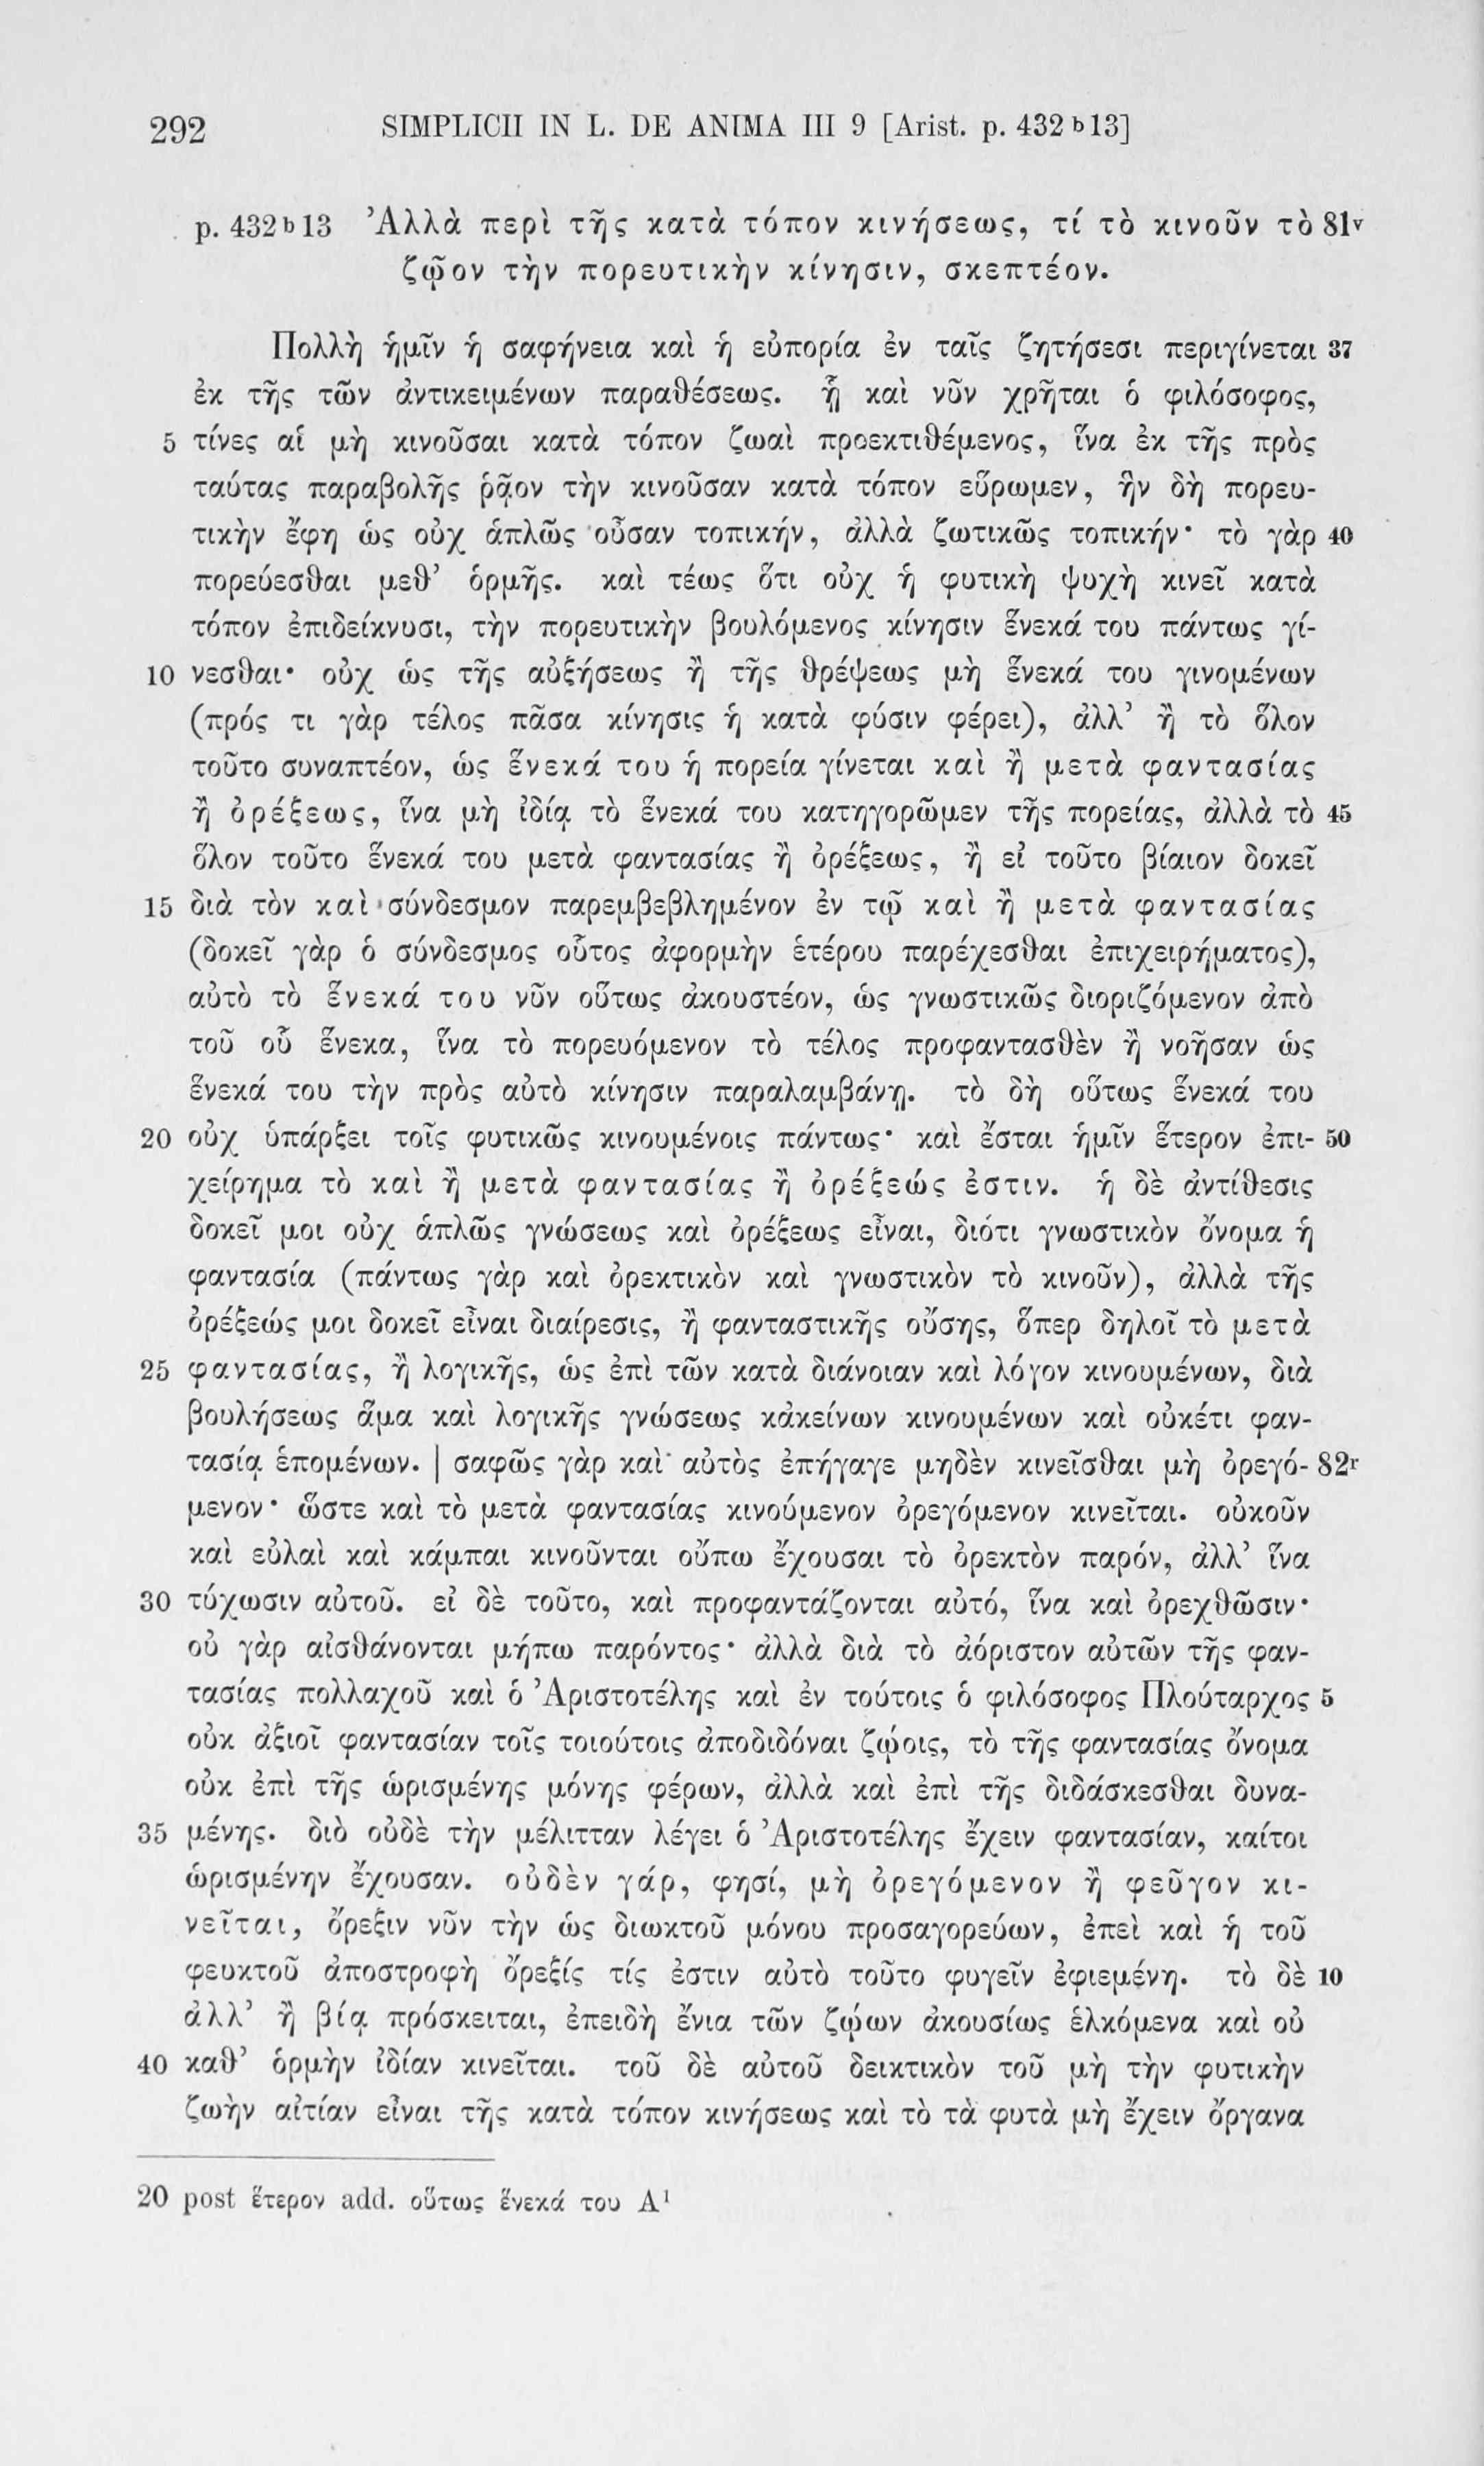 292 SIMPLICII IN L. DE ANIMA III 9 [Arist. p. 432 b 13]
p. 432 b 13 Ἀλλὰ περὶ τῆς κατὰ τόπον κινήσεως, τί τὸ κινοῦν τὸ 81v
ζῷον τὴν πορευτικὴν κίνησιν, σκεπτέον.
Πολλὴ ἡμῖν ἡ σαφήνεια καὶ ἡ εὐπορία ἐν ταῖς ζητήσεσι περιγίνεται 37
ἐκ τῆς τῶν ἀντικειμένων παραθέσεως. ᾗ καὶ νῦν χρῆται ὁ φιλόσοφος,
5 τίνες αἱ μὴ κινοῦσαι κατὰ τόπον ζωαὶ προεκτιθέμενος, ἵνα ἐκ τῆς πρὸς
ταύτας παραβολῆς ῥᾷον τὴν κινοῦσαν κατὰ τόπον εὕρωμεν, ἣν δὴ πορευ-
τικὴν ἔφη ὡς οὐχ ἁπλῶς οὖσαν τοπικήν, ἀλλὰ ζωτικῶς τοπικήν· τὸ γὰρ 40
πορεύεσθαι μεθ’ ὁρμῆς. καὶ τέως ὅτι οὐχ ἡ φυτικὴ ψυχὴ κινεῖ κατὰ
τόπον ἐπιδείκνυσι, τὴν πορευτικὴν βουλόμενος κίνησιν ἕνεκά του πάντως γί-
10 νεσθαι· οὐχ ὡς τῆς αὐξήσεως ἢ τῆς θρέψεως μὴ ἕνεκά του γινομένων
(πρός τι γὰρ τέλος πᾶσα κίνησις ἡ κατὰ φύσιν φέρει), ἀλλ’ ἢ τὸ ὅλον
τοῦτο συναπτέον, ὡς ἕνεκά του ἡ πορεία γίνεται καὶ ἢ μετὰ φαντασίας
ἢ ὀρέξεως, ἵνα μὴ ἰδίᾳ τὸ ἕνεκά του κατηγορῶμεν τῆς πορείας, ἀλλὰ τὸ 45
ὅλον τοῦτο ἕνεκά του μετὰ φαντασίας ἢ ὀρέξεως, ἢ εἰ τοῦτο βίαιον δοκεῖ
15 διὰ τὸν καὶ σύνδεσμον παρεμβεβλημένον ἐν τῷ καὶ ἢ μετὰ φαντασίας
(δοκεῖ γὰρ ὁ σύνδεσμος οὗτος ἀφορμὴν ἑτέρου παρέχεσθαι ἐπιχειρήματος),
αὐτὸ τὸ ἕνεκά του νῦν οὕτως ἀκουστέον, ὡς γνωστικῶς διοριζόμενον ἀπὸ
τοῦ οὗ ἕνεκα, ἵνα τὸ πορευόμενον τὸ τέλος προφαντασθὲν ἢ νοῆσαν ὡς
ἕνεκά του τὴν πρὸς αὐτὸ κίνησιν παραλαμβάνῃ. τὸ δὴ οὕτως ἕνεκά του
20 οὐχ ὑπάρξει τοῖς φυτικῶς κινουμένοις πάντως· καὶ ἔσται ἡμῖν ἕτερον ἐπι- 50
χείρημα τὸ καὶ ἢ μετὰ φαντασίας ἢ ὀρέξεώς ἐστιν. ἡ δὲ ἀντίθεσις
δοκεῖ μοι οὐχ ἁπλῶς γνώσεως καὶ ὀρέξεως εἶναι, διότι γνωστικὸν ὄνομα ἡ
φαντασία (πάντως γὰρ καὶ ὀρεκτικὸν καὶ γνωστικὸν τὸ κινοῦν), ἀλλὰ τῆς
ὀρέξεώς μοι δοκεῖ εἶναι διαίρεσις, ἢ φανταστικῆς οὔσης, ὅπερ δηλοῖ τὸ μετὰ
25 φαντασίας, ἢ λογικῆς, ὡς ἐπὶ τῶν κατὰ διάνοιαν καὶ λόγον κινουμένων, διὰ
βουλήσεως ἅμα καὶ λογικῆς γνώσεως κἀκείνων κινουμένων καὶ οὐκέτι φαν-
τασίᾳ ἑπομένων. | σαφῶς γὰρ καὶ αὐτὸς ἐπήγαγε μηδὲν κινεῖσθαι μὴ ὀρεγό- 82r
μενον· ὥστε καὶ τὸ μετὰ φαντασίας κινούμενον ὀρεγόμενον κινεῖται. οὐκοῦν
καὶ εὐλαὶ καὶ κάμπαι κινοῦνται οὔπω ἔχουσαι τὸ ὀρεκτὸν παρόν, ἀλλ’ ἵνα
30 τύχωσιν αὐτοῦ. εἰ δὲ τοῦτο, καὶ προφαντάζονται αὐτό, ἵνα καὶ ὀρεχθῶσιν·
οὐ γὰρ αἰσθάνονται μήπω παρόντος· ἀλλὰ διὰ τὸ ἀόριστον αὐτῶν τῆς φαν-
τασίας πολλαχοῦ καὶ ὁ Ἀριστοτέλης καὶ ἐν τούτοις ὁ φιλόσοφος Πλούταρχος 5
οὐκ ἀξιοῖ φαντασίαν τοῖς τοιούτοις ἀποδιδόναι ζῴοις, τὸ τῆς φαντασίας ὄνομα
οὐκ ἐπὶ τῆς ὡρισμένης μόνης φέρων, ἀλλὰ καὶ ἐπὶ τῆς διδάσκεσθαι δυνα-
35 μένης. διὸ οὐδὲ τὴν μέλιτταν λέγει ὁ Ἀριστοτέλης ἔχειν φαντασίαν, καίτοι
ὡρισμένην ἔχουσαν. οὐδὲν γάρ, φησί, μὴ ὀρεγόμενον ἢ φεῦγον κι-
νεῖται, ὄρεξιν νῦν τὴν ὡς διωκτοῦ μόνου προσαγορεύων, ἐπεὶ καὶ ἡ τοῦ
φευκτοῦ ἀποστροφὴ ὄρεξίς τίς ἐστιν αὐτὸ τοῦτο φυγεῖν ἐφιεμένη. τὸ δὲ 10
ἀλλ’ ἢ βίᾳ πρόσκειται, ἐπειδὴ ἔνια τῶν ζῴων ἀκουσίως ἑλκόμενα καὶ οὐ
40 καθ’ ὁρμὴν ἰδίαν κινεῖται. τοῦ δὲ αὐτοῦ δεικτικὸν τοῦ μὴ τὴν φυτικὴν
ζωὴν αἰτίαν εἶναι τῆς κατὰ τόπον κινήσεως καὶ τὸ τὰ φυτὰ μὴ ἔχειν ὄργανα
20 post ἕτερον add. οὕτως ἕνεκά του A¹